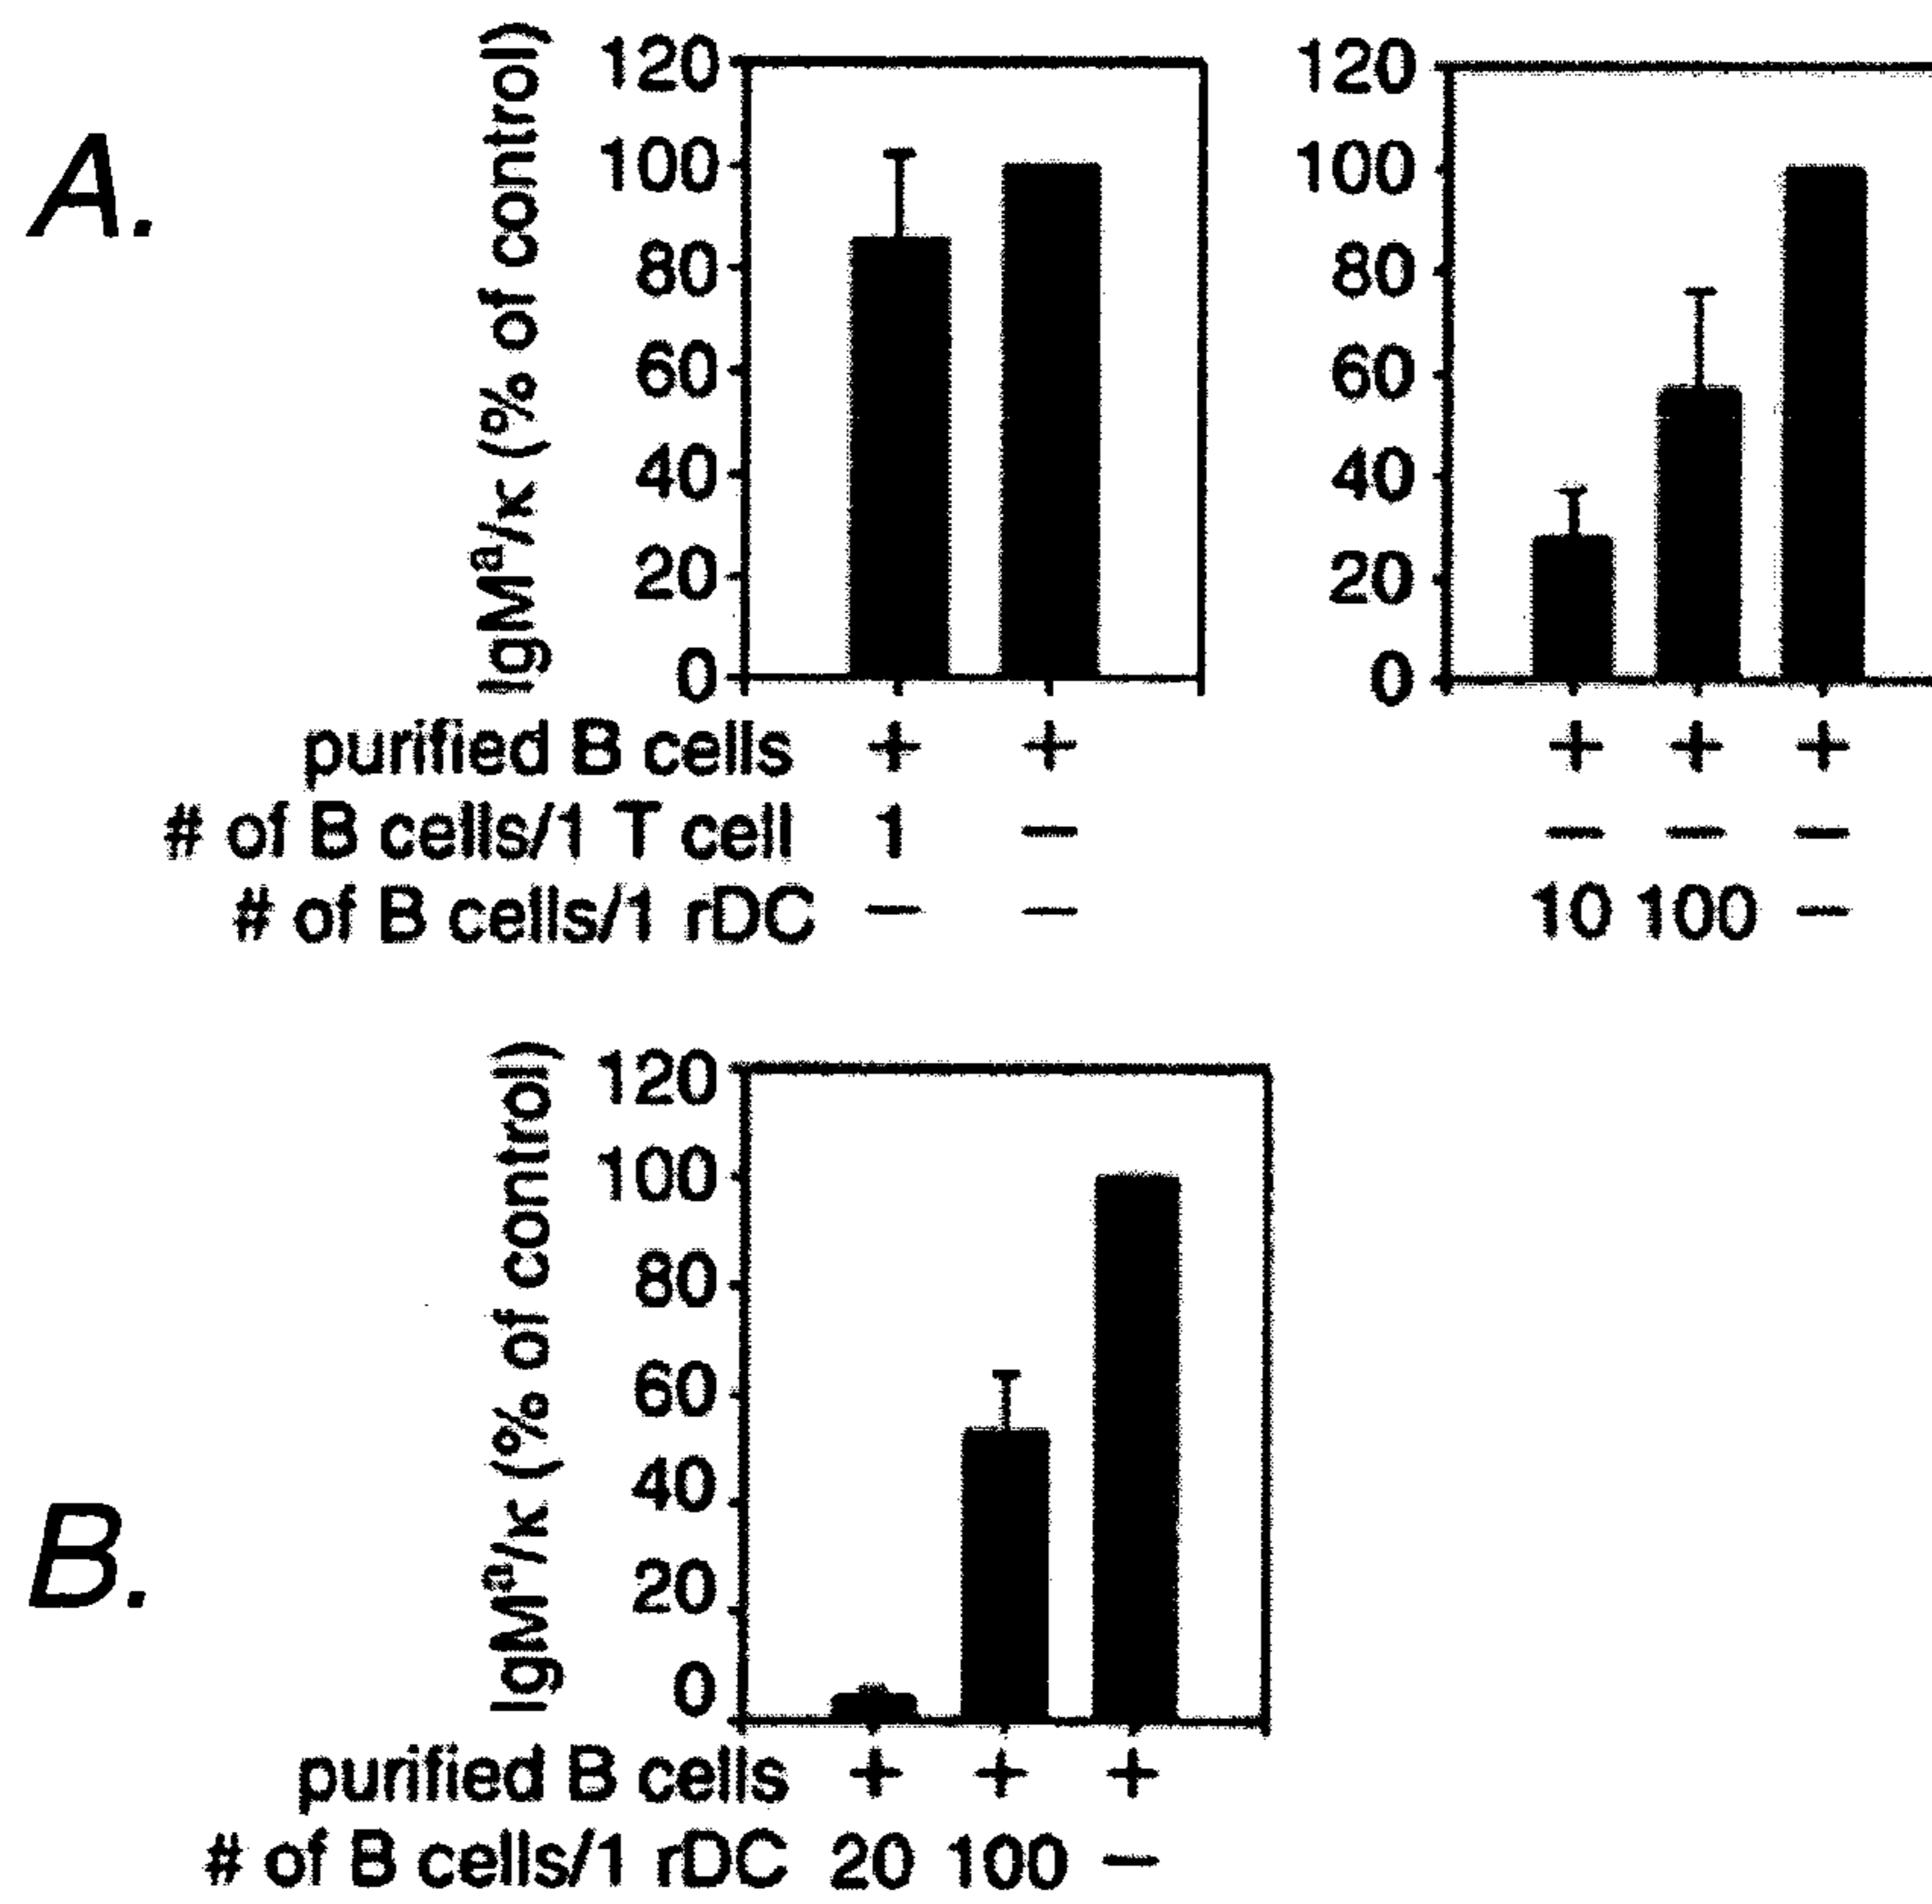 A.
IgMᵃ/κ (% of control)
120 120
100 100
80 80
60 60
40 40
20 20
0 0
purified B cells + + + + +
# of B cells/1 T cell 1 – – – –
# of B cells/1 rDC – – 10 100 –
B.
IgMᵃ/κ (% of control)
120
100
80
60
40
20
0
purified B cells + + +
# of B cells/1 rDC 20 100 –